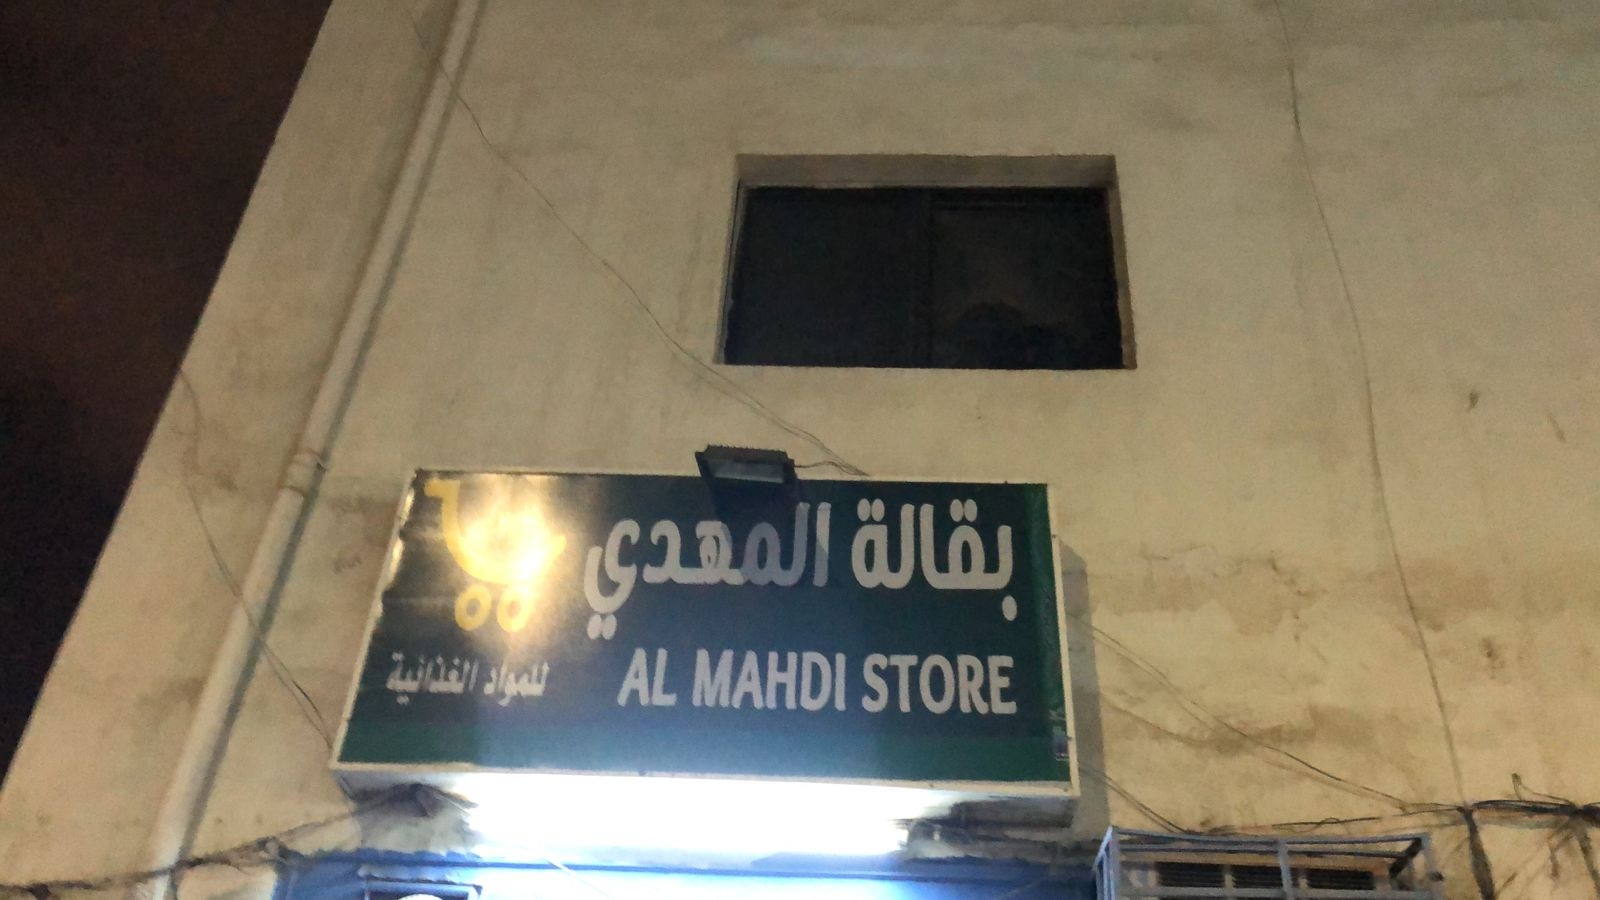 بقالة المهدي
AL MAHDI STORE
للمواد الغذائية